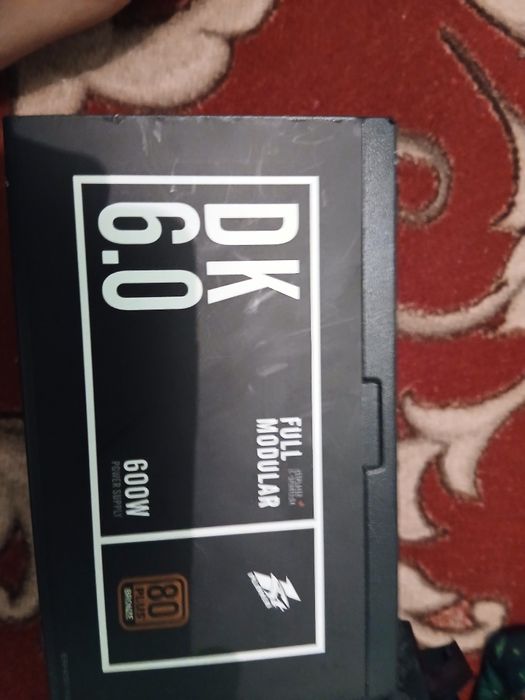 DK
6.0
FULL
MODULAR
600W
POWER SUPPLY
80
PLUS
BRONZE